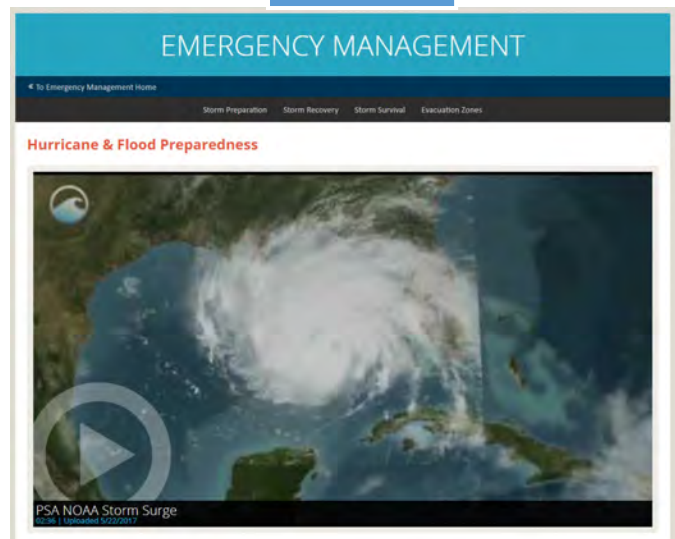 EMERGENCY MANAGEMENT
« To Emergency Management Home
Storm Preparation Storm Recovery Storm Survival Evacuation Zones
Hurricane & Flood Preparedness
PSA NOAA Storm Surge
02:36 | Uploaded 5/22/2017